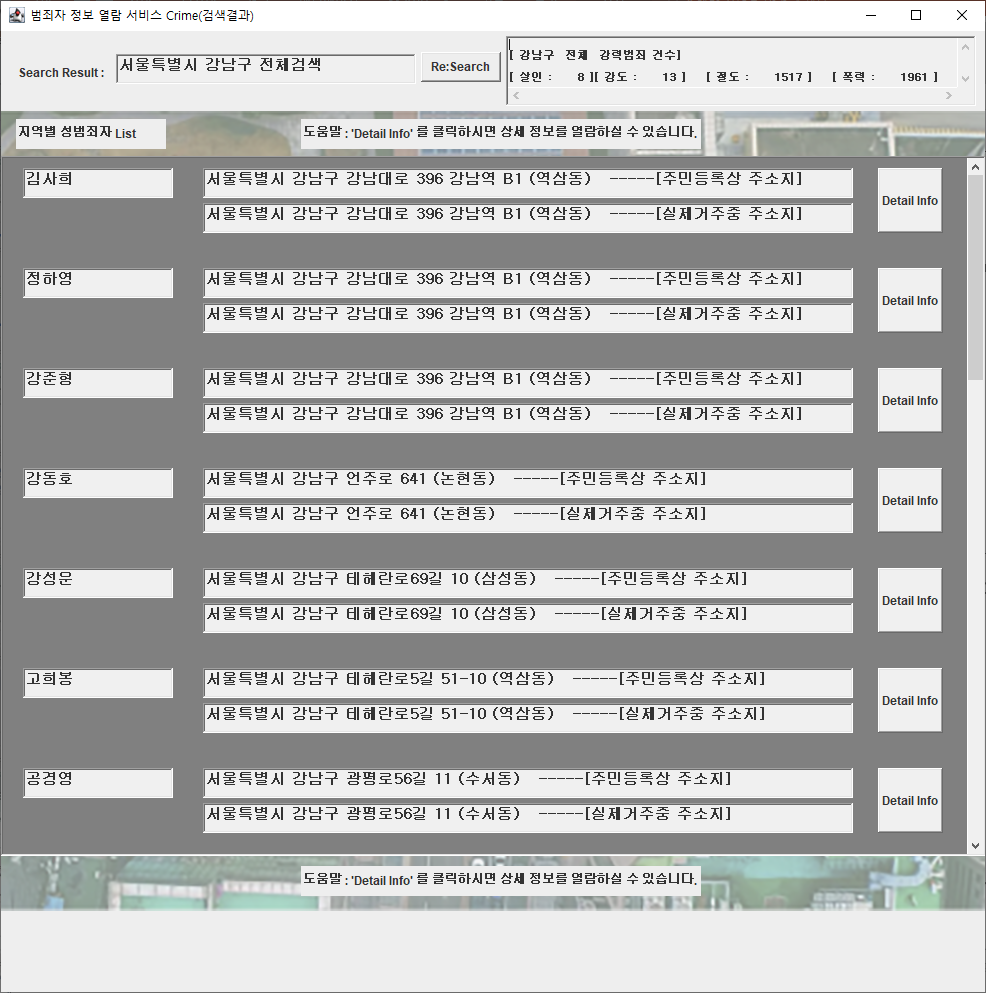 범죄자 정보 열람 서비스 Crime(검색결과)
Search Result : 서울특별시 강남구 전체검색 Re:Search
[ 강남구 전체 강력범죄 건수]
[ 살인 : 8 ][ 강도 : 13 ] [ 절도 : 1517 ] [ 폭력 : 1961 ]
지역별 성범죄자 List
도움말 : 'Detail Info' 를 클릭하시면 상세 정보를 열람하실 수 있습니다.
김사희
서울특별시 강남구 강남대로 396 강남역 B1 (역삼동) -----[주민등록상 주소지]
서울특별시 강남구 강남대로 396 강남역 B1 (역삼동) -----[실제거주중 주소지]
Detail Info
정하영
서울특별시 강남구 강남대로 396 강남역 B1 (역삼동) -----[주민등록상 주소지]
서울특별시 강남구 강남대로 396 강남역 B1 (역삼동) -----[실제거주중 주소지]
Detail Info
강준형
서울특별시 강남구 강남대로 396 강남역 B1 (역삼동) -----[주민등록상 주소지]
서울특별시 강남구 강남대로 396 강남역 B1 (역삼동) -----[실제거주중 주소지]
Detail Info
강동호
서울특별시 강남구 언주로 641 (논현동) -----[주민등록상 주소지]
서울특별시 강남구 언주로 641 (논현동) -----[실제거주중 주소지]
Detail Info
강성운
서울특별시 강남구 테헤란로69길 10 (삼성동) -----[주민등록상 주소지]
서울특별시 강남구 테헤란로69길 10 (삼성동) -----[실제거주중 주소지]
Detail Info
고희봉
서울특별시 강남구 테헤란로5길 51-10 (역삼동) -----[주민등록상 주소지]
서울특별시 강남구 테헤란로5길 51-10 (역삼동) -----[실제거주중 주소지]
Detail Info
공경영
서울특별시 강남구 광평로56길 11 (수서동) -----[주민등록상 주소지]
서울특별시 강남구 광평로56길 11 (수서동) -----[실제거주중 주소지]
Detail Info
도움말 : 'Detail Info' 를 클릭하시면 상세 정보를 열람하실 수 있습니다.